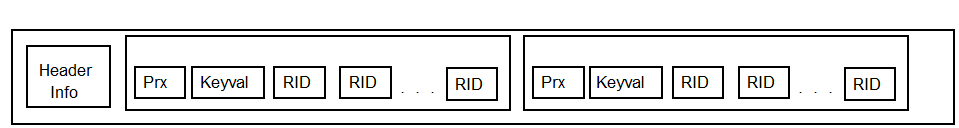 Header
Info
Prx Keyval RID RID . . . RID
Prx Keyval RID RID . . . RID